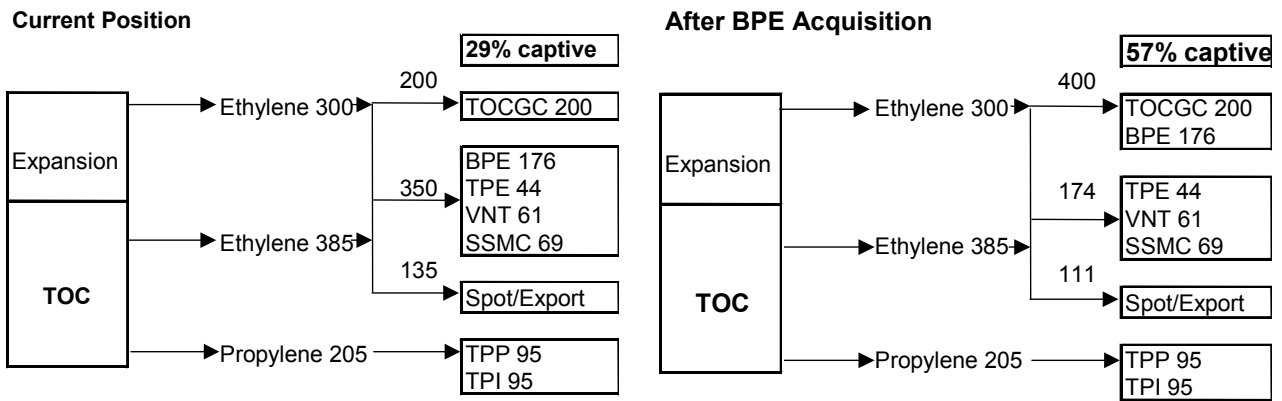 Current Position
29% captive
200
Ethylene 300
TOCGC 200
Expansion
BPE 176
TPE 44
VNT 61
SSMC 69
350
Ethylene 385
135
TOC
Spot/Export
Propylene 205
TPP 95
TPI 95
After BPE Acquisition
57% captive
400
Ethylene 300
TOCGC 200
BPE 176
Expansion
174
TPE 44
VNT 61
SSMC 69
Ethylene 385
111
TOC
Spot/Export
Propylene 205
TPP 95
TPI 95